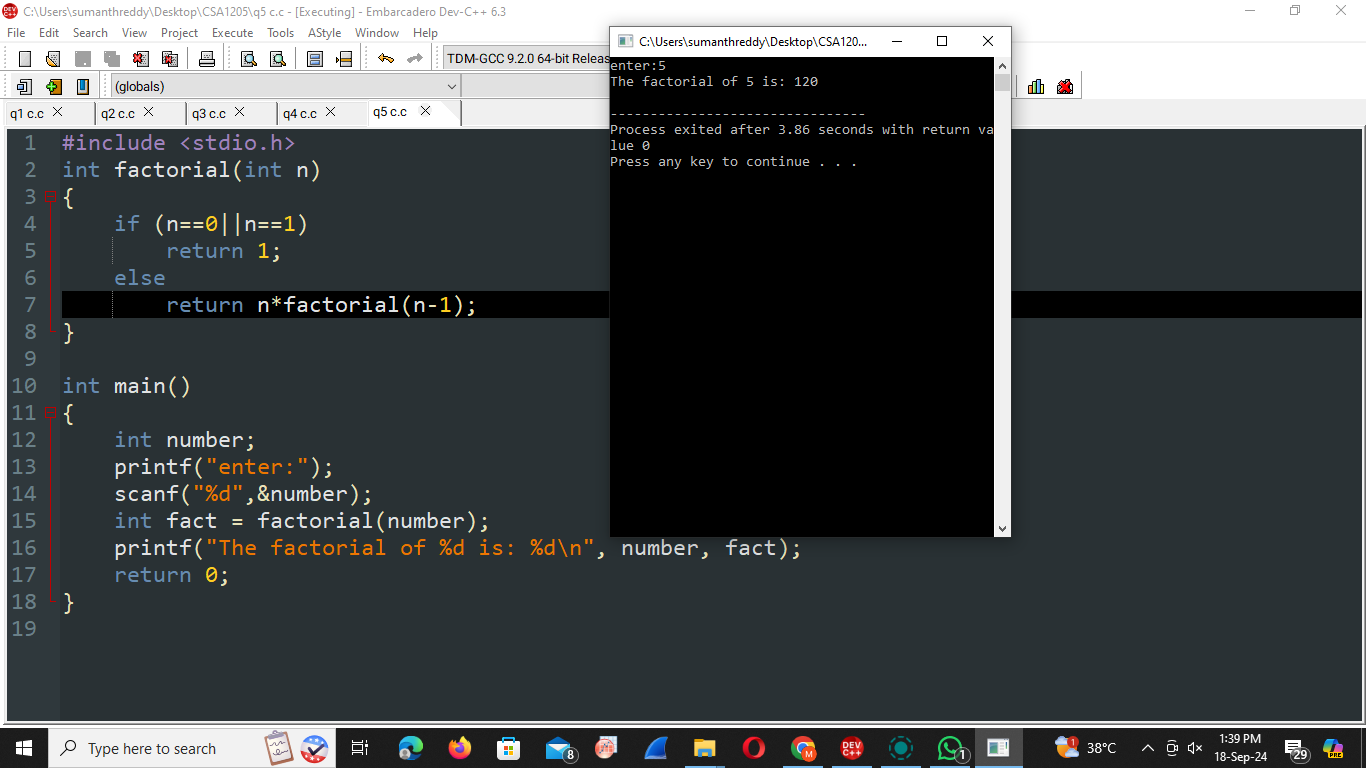 C:\Users\sumanthreddy\Desktop\CSA1205\q5 c.c - [Executing] - Embarcadero Dev-C++ 6.3
File Edit Search View Project Execute Tools AStyle Window Help
TDM-GCC 9.2.0 64-bit Releas
(globals)
q1 c.c q2 c.c q3 c.c q4 c.c q5 c.c
1 #include <stdio.h>
2 int factorial(int n)
3 {
4 if (n==0||n==1)
5 return 1;
6 else
7 return n*factorial(n-1);
8 }
9
10 int main()
11 {
12 int number;
13 printf("enter:");
14 scanf("%d",&number);
15 int fact = factorial(number);
16 printf("The factorial of %d is: %d\n", number, fact);
17 return 0;
18 }
19
C:\Users\sumanthreddy\Desktop\CSA120...
enter:5
The factorial of 5 is: 120
--------------------------------
Process exited after 3.86 seconds with return va
lue 0
Press any key to continue . . .
Type here to search
8
M
DEV C++
1
1
38°C
1:39 PM
18-Sep-24
29
PRE